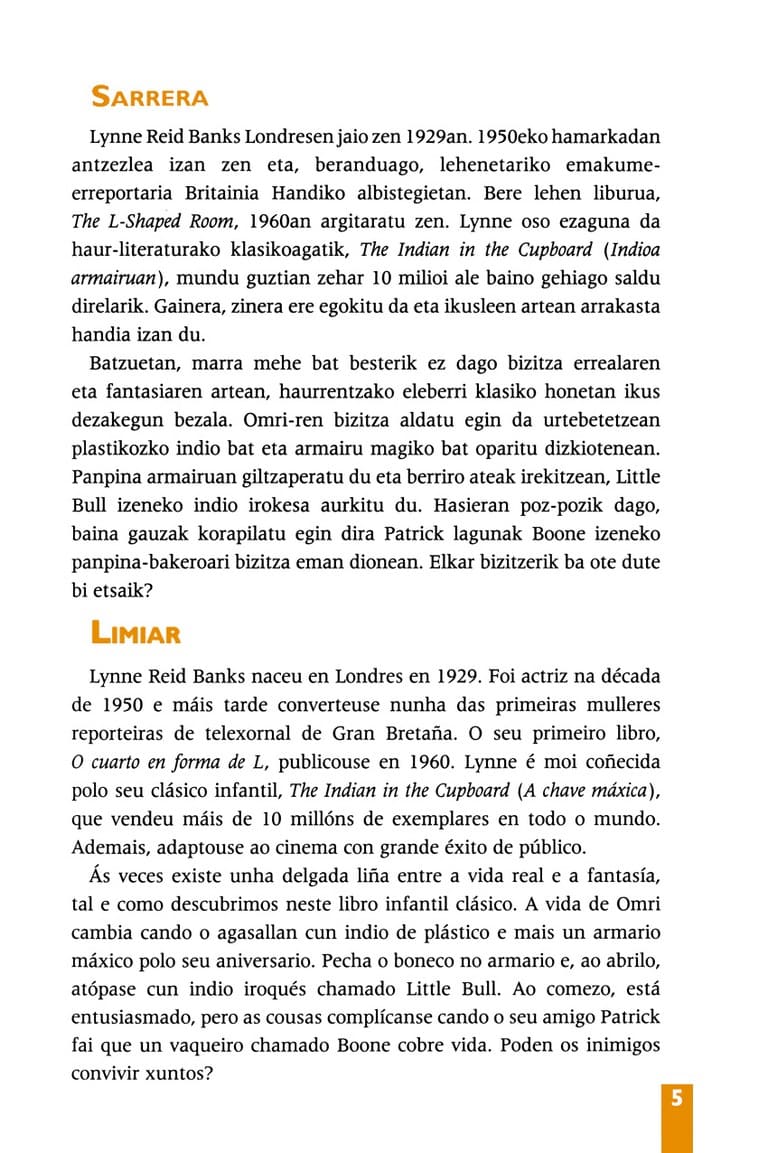 SARRERA
Lynne Reid Banks Londresen jaio zen 1929an. 1950eko hamarkadan
antzezlea izan zen eta, beranduago, lehenetariko emakume-
erreportaria Britainia Handiko albistegietan. Bere lehen liburua,
The L-Shaped Room, 1960an argitaratu zen. Lynne oso ezaguna da
haur-literaturako klasikoagatik, The Indian in the Cupboard (Indioa
armairuan), mundu guztian zehar 10 milioi ale baino gehiago saldu
direlarik. Gainera, zinera ere egokitu da eta ikusleen artean arrakasta
handia izan du.
Batzuetan, marra mehe bat besterik ez dago bizitza errealaren
eta fantasiaren artean, haurrentzako eleberri klasiko honetan ikus
dezakegun bezala. Omri-ren bizitza aldatu egin da urtebetetzean
plastikozko indio bat eta armairu magiko bat oparitu dizkiotenean.
Panpina armairuan giltzaperatu du eta berriro ateak irekitzean, Little
Bull izeneko indio irokesa aurkitu du. Hasieran poz-pozik dago,
baina gauzak korapilatu egin dira Patrick lagunak Boone izeneko
panpina-bakeroari bizitza eman dionean. Elkar bizitzerik ba ote dute
bi etsaik?
LIMIAR
Lynne Reid Banks naceu en Londres en 1929. Foi actriz na década
de 1950 e máis tarde converteuse nunha das primeiras mulleres
reporteiras de telexornal de Gran Bretaña. O seu primeiro libro,
O cuarto en forma de L, publicouse en 1960. Lynne é moi coñecida
polo seu clásico infantil, The Indian in the Cupboard (A chave máxica),
que vendeu máis de 10 millóns de exemplares en todo o mundo.
Ademais, adaptouse ao cinema con grande éxito de público.
Ás veces existe unha delgada liña entre a vida real e a fantasía,
tal e como descubrimos neste libro infantil clásico. A vida de Omri
cambia cando o agasallan cun indio de plástico e mais un armario
máxico polo seu aniversario. Pecha o boneco no armario e, ao abrilo,
atópase cun indio iroqués chamado Little Bull. Ao comezo, está
entusiasmado, pero as cousas complícanse cando o seu amigo Patrick
fai que un vaqueiro chamado Boone cobre vida. Poden os inimigos
convivir xuntos?
5